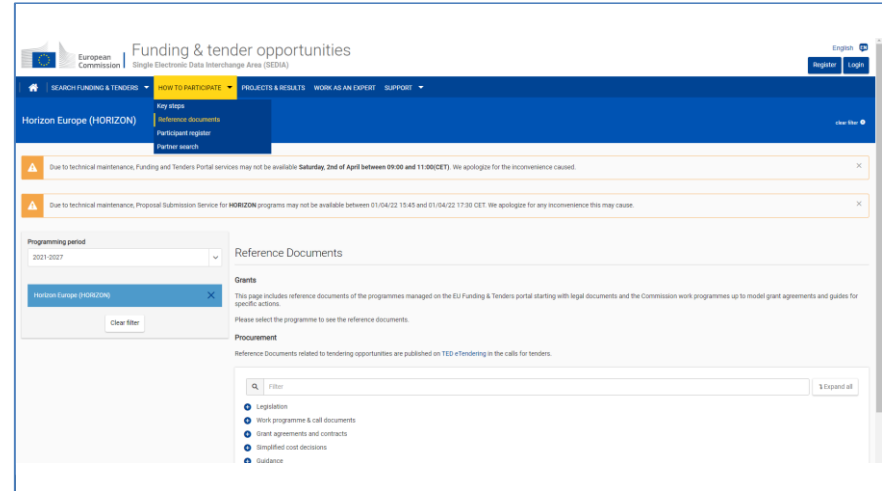 European
Commission
Funding & tender opportunities
Single Electronic Data Interchange Area (SEDIA)
English EN
Register Login
SEARCH FUNDING & TENDERS HOW TO PARTICIPATE PROJECTS & RESULTS WORK AS AN EXPERT SUPPORT
Key steps
Reference documents
Participant register
Partner search
Horizon Europe (HORIZON)
clear filter
Due to technical maintenance, Funding and Tenders Portal services may not be available Saturday, 2nd of April between 09:00 and 11:00(CET). We apologize for the inconvenience caused.
Due to technical maintenance, Proposal Submission Service for HORIZON programs may not be available between 01/04/22 15:45 and 01/04/22 17:30 CET. We apologize for any inconvenience this may cause.
Programming period
2021-2027
Horizon Europe (HORIZON)
Clear filter
Reference Documents
Grants
This page includes reference documents of the programmes managed on the EU Funding & Tenders portal starting with legal documents and the Commission work programmes up to model grant agreements and guides for
specific actions.
Please select the programme to see the reference documents.
Procurement
Reference Documents related to tendering opportunities are published on TED eTendering in the calls for tenders.
Filter
Expand all
Legislation
Work programme & call documents
Grant agreements and contracts
Simplified cost decisions
Guidance